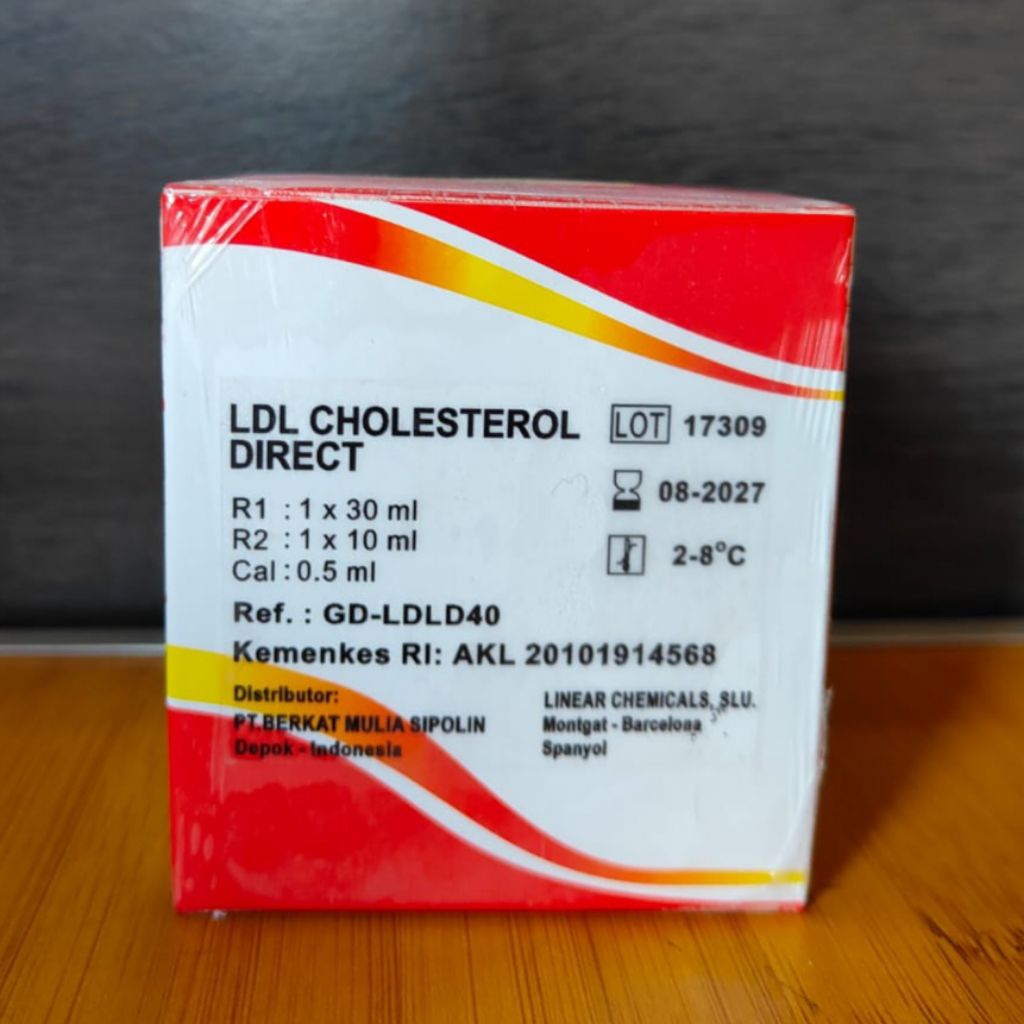 LDL CHOLESTEROL
DIRECT
R1 : 1 x 30 ml
R2 : 1 x 10 ml
Cal : 0.5 ml
LOT 17309
08-2027
2-8°C
Ref. : GD-LDLD40
Kemenkes RI: AKL 20101914568
Distributor:
PT.BERKAT MULIA SIPOLIN
Depok - Indonesia
LINEAR CHEMICALS, SLU.
Montgat - Barcelona
Spanyol